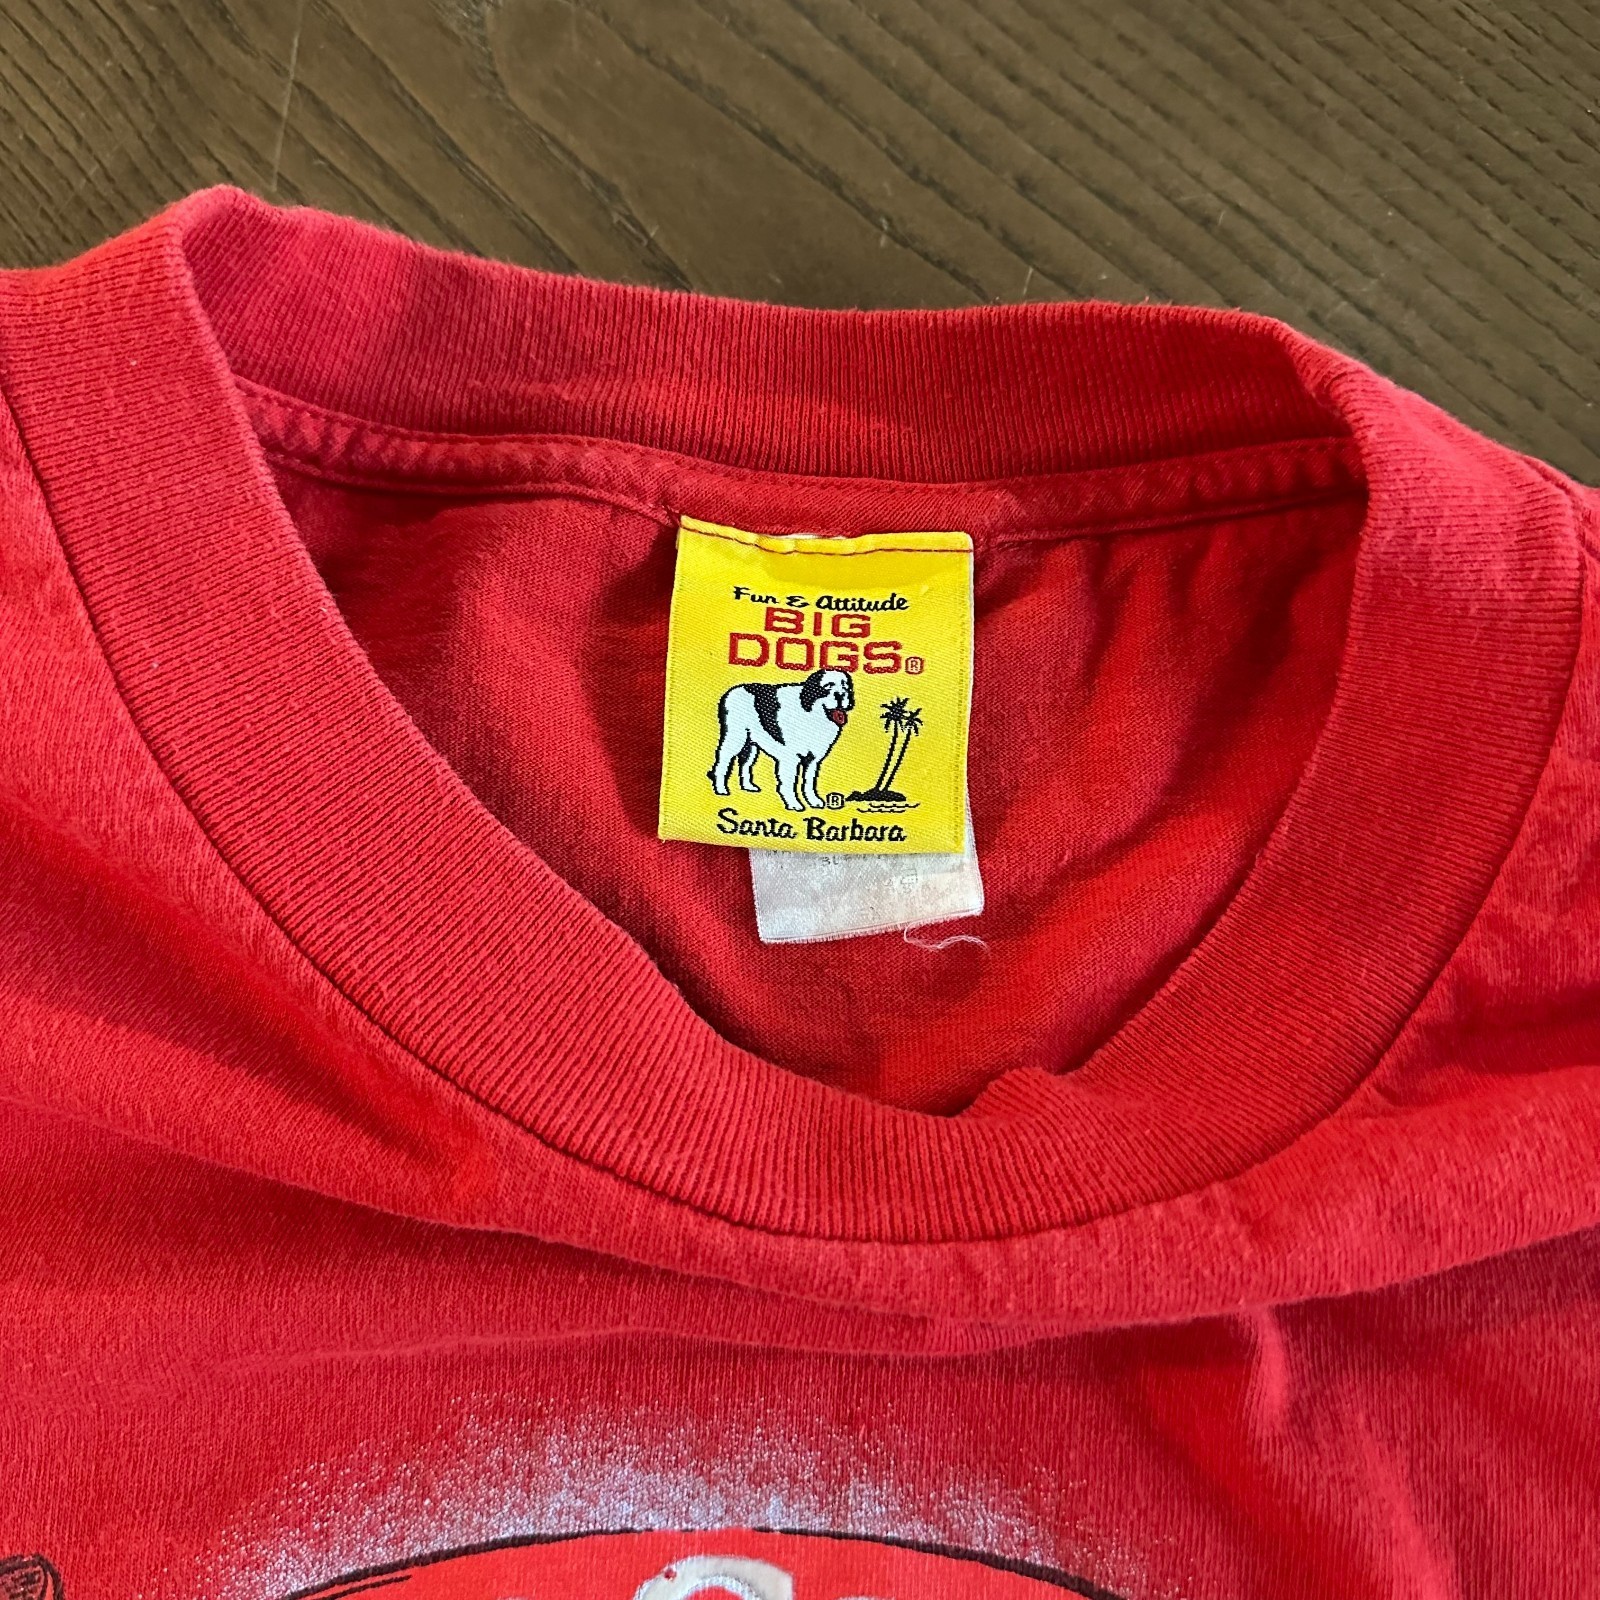 Fun & Attitude
BIG
DOGS®
®
Santa Barbara